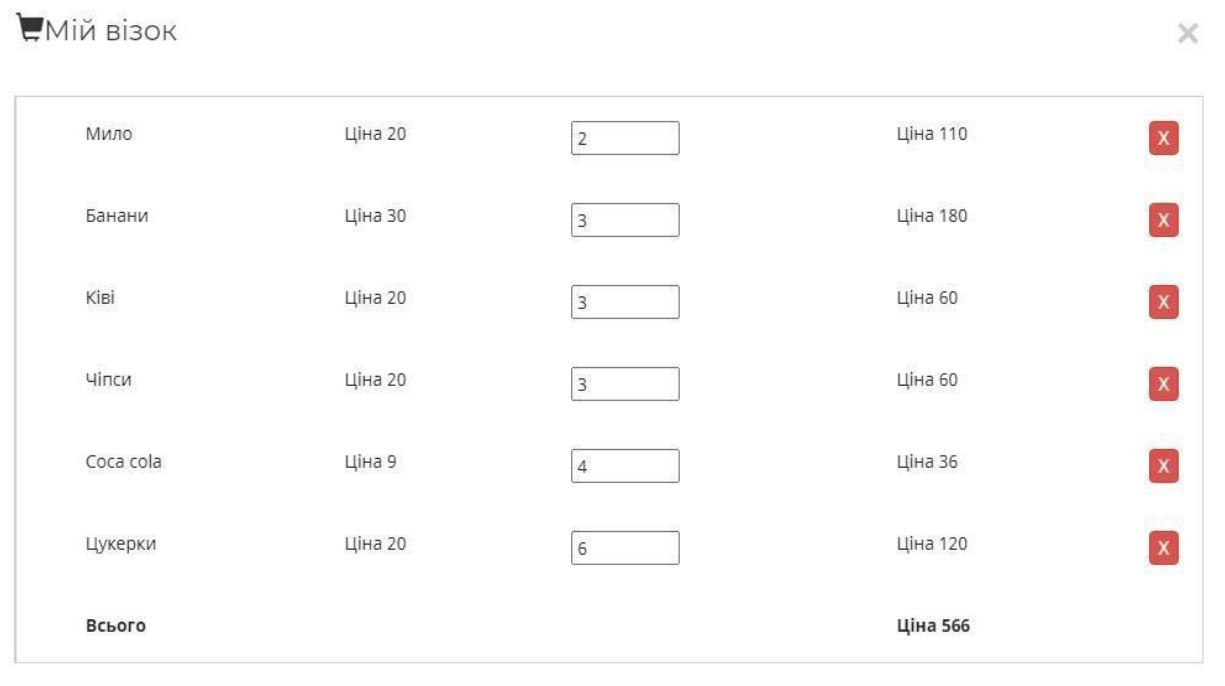 Мій візок ×
Мило Ціна 20 2 Ціна 110 X
Банани Ціна 30 3 Ціна 180 X
Ківі Ціна 20 3 Ціна 60 X
Чіпси Ціна 20 3 Ціна 60 X
Coca cola Ціна 9 4 Ціна 36 X
Цукерки Ціна 20 6 Ціна 120 X
Всього Ціна 566